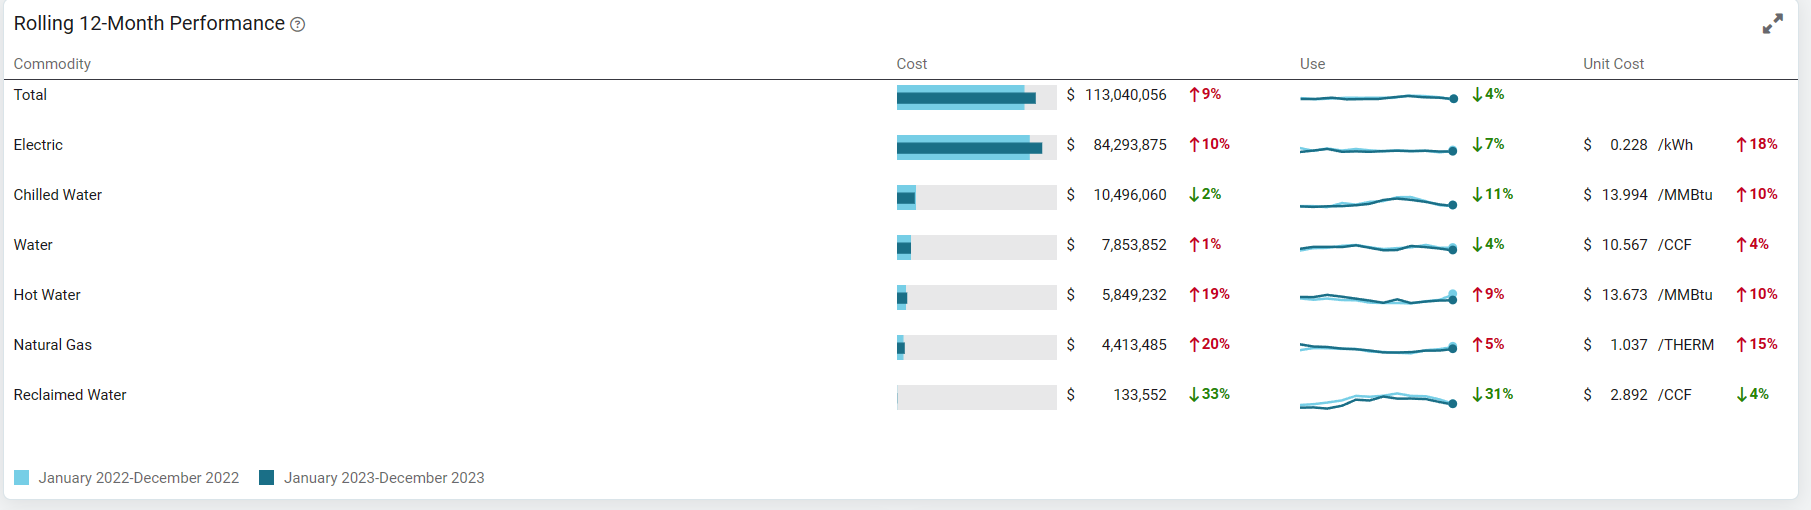 Rolling 12-Month Performance ?
Commodity Cost Use Unit Cost
Total $ 113,040,056 ↑9% ↓4%
Electric $ 84,293,875 ↑10% ↓7% $ 0.228 /kWh ↑18%
Chilled Water $ 10,496,060 ↓2% ↓11% $ 13.994 /MMBtu ↑10%
Water $ 7,853,852 ↑1% ↓4% $ 10.567 /CCF ↑4%
Hot Water $ 5,849,232 ↑19% ↑9% $ 13.673 /MMBtu ↑10%
Natural Gas $ 4,413,485 ↑20% ↑5% $ 1.037 /THERM ↑15%
Reclaimed Water $ 133,552 ↓33% ↓31% $ 2.892 /CCF ↓4%
January 2022-December 2022 January 2023-December 2023